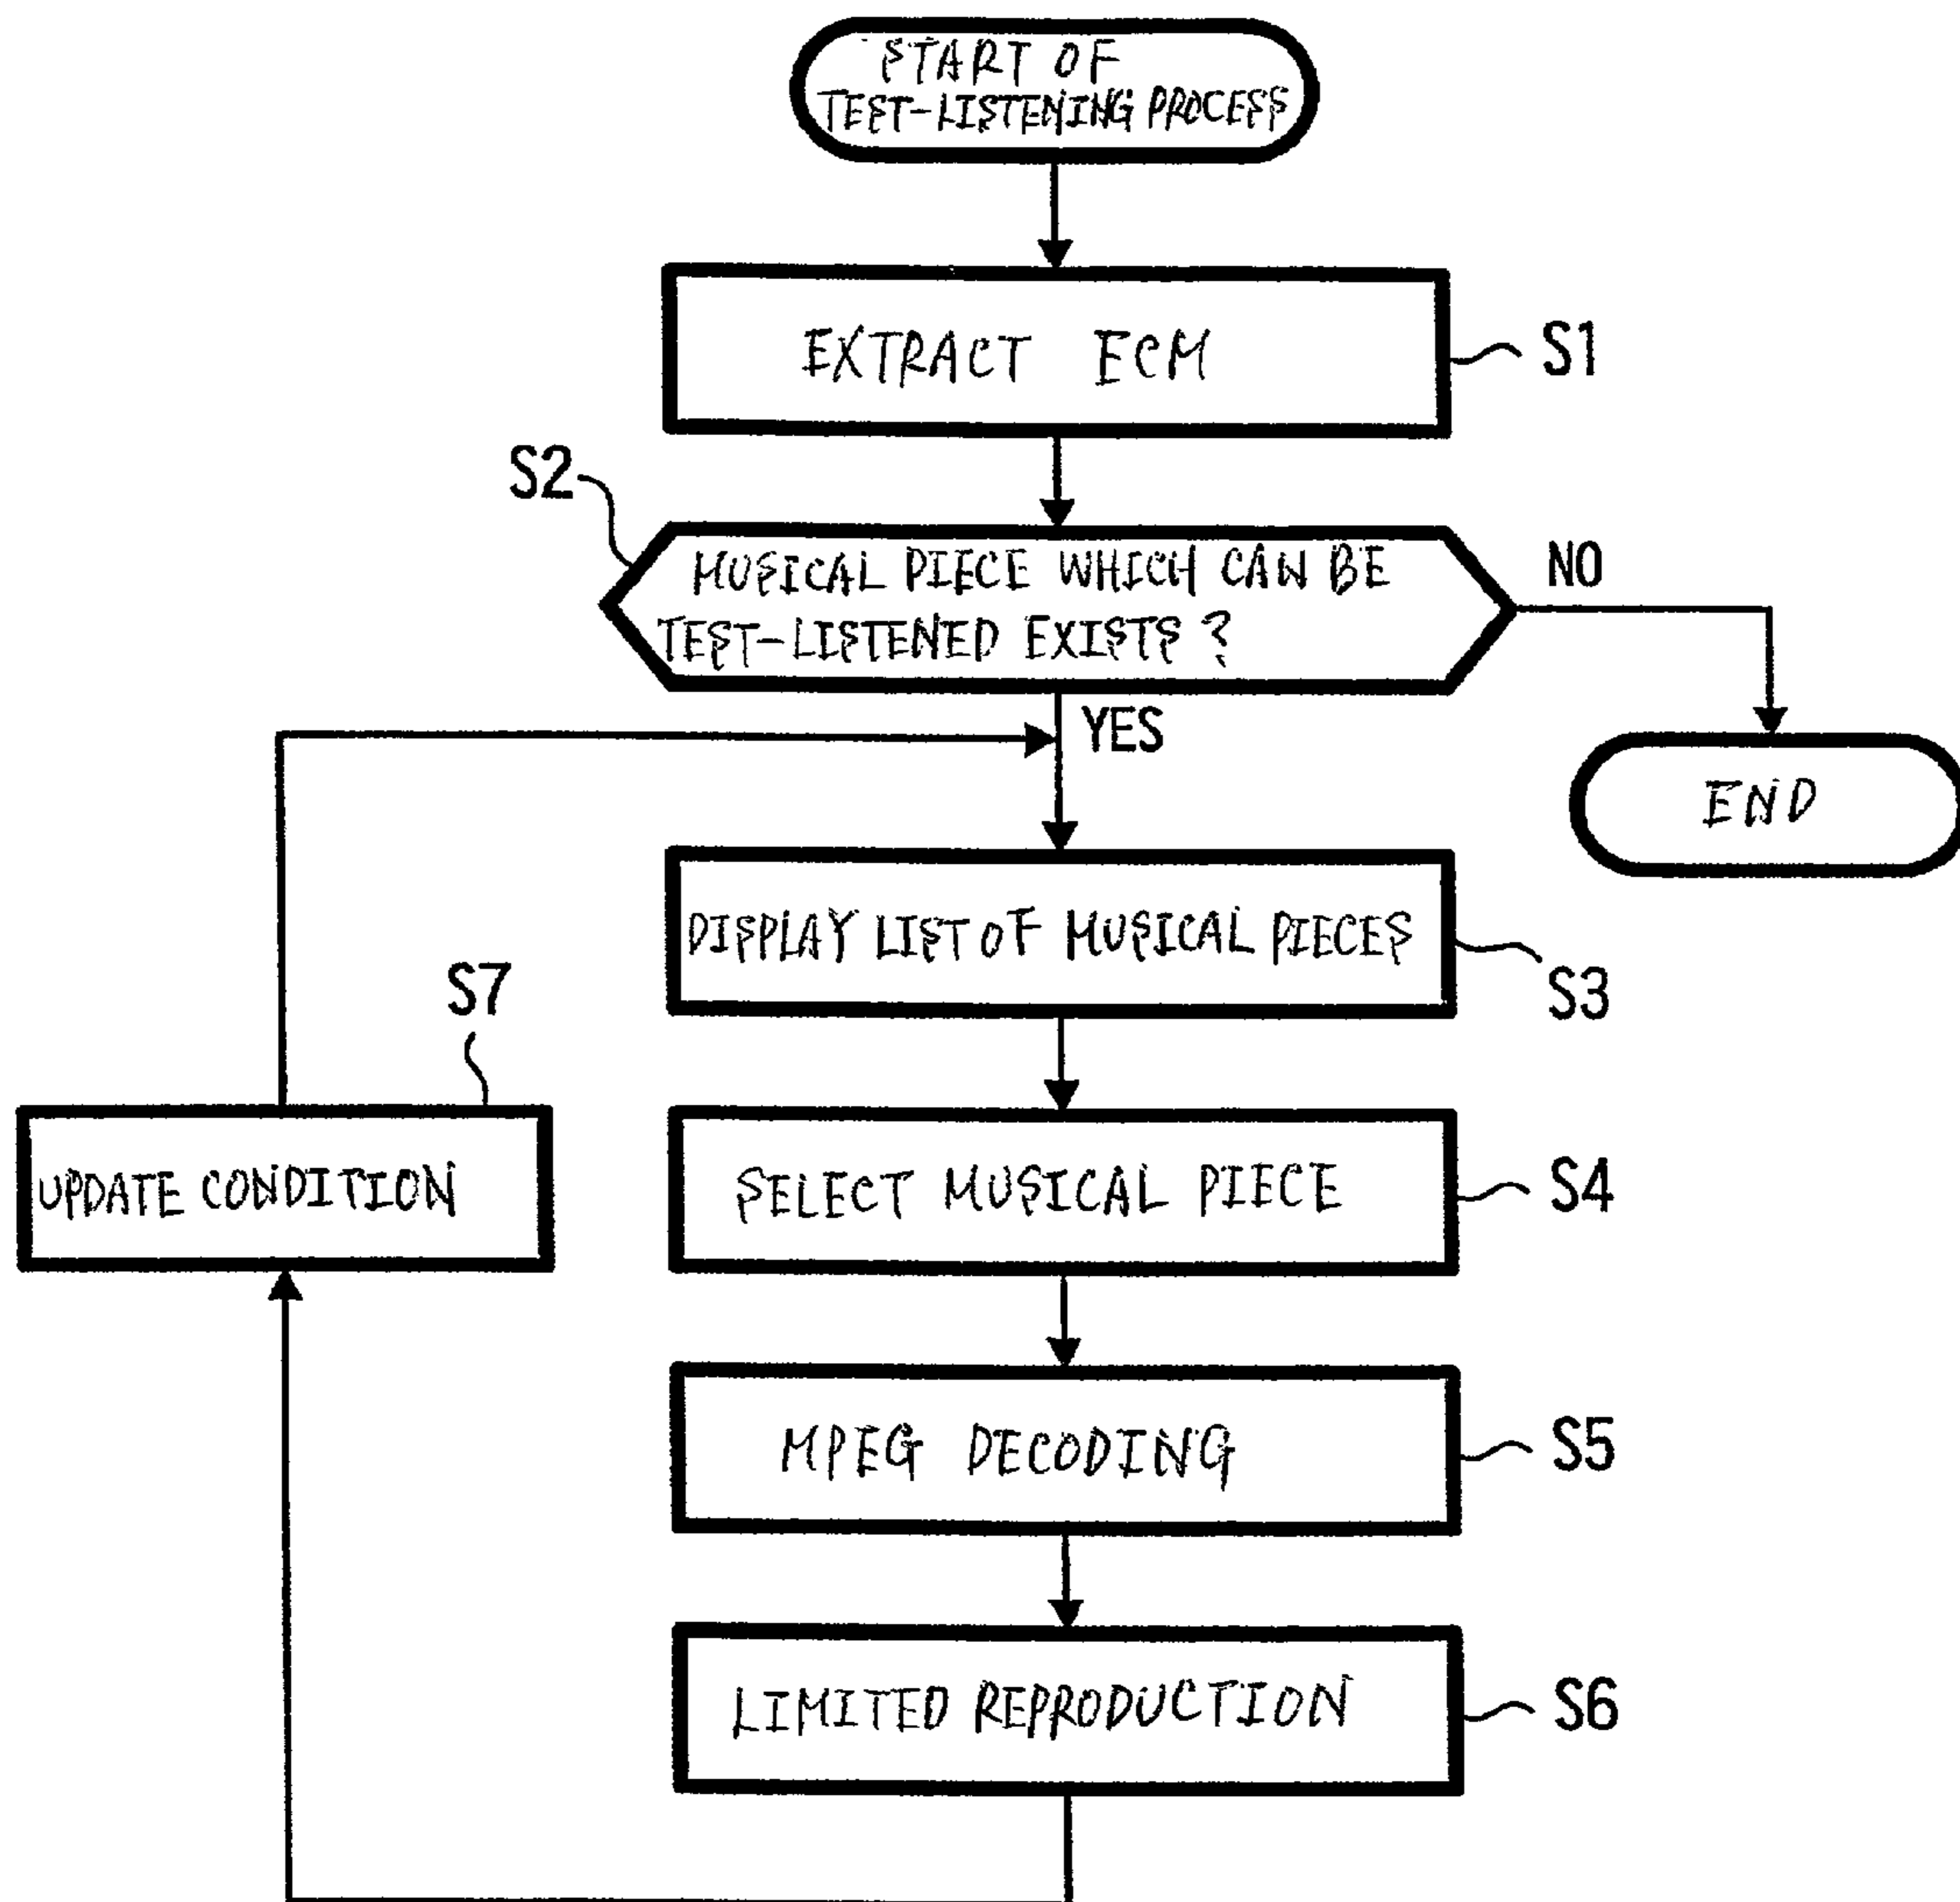 START OF
TEST-LISTENING PROCESS
EXTRACT ECM
S1
S2
MUSICAL PIECE WHICH CAN BE
TEST-LISTENED EXISTS ?
NO
YES
END
DISPLAY LIST OF MUSICAL PIECES
S3
S7
UPDATE CONDITION
SELECT MUSICAL PIECE
S4
MPEG DECODING
S5
LIMITED REPRODUCTION
S6